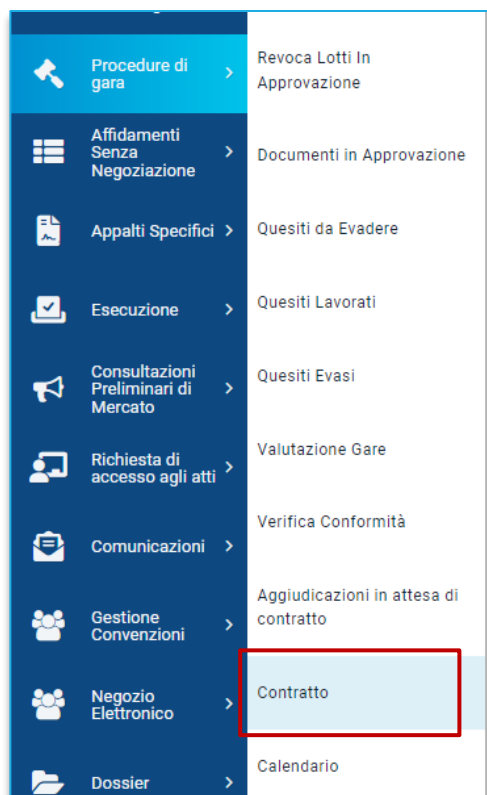 Procedure di
gara
Affidamenti
Senza
Negoziazione
Appalti Specifici
Esecuzione
Consultazioni
Preliminari di
Mercato
Richiesta di
accesso agli atti
Comunicazioni
Gestione
Convenzioni
Negozio
Elettronico
Dossier
Revoca Lotti In
Approvazione
Documenti in Approvazione
Quesiti da Evadere
Quesiti Lavorati
Quesiti Evasi
Valutazione Gare
Verifica Conformità
Aggiudicazioni in attesa di
contratto
Contratto
Calendario